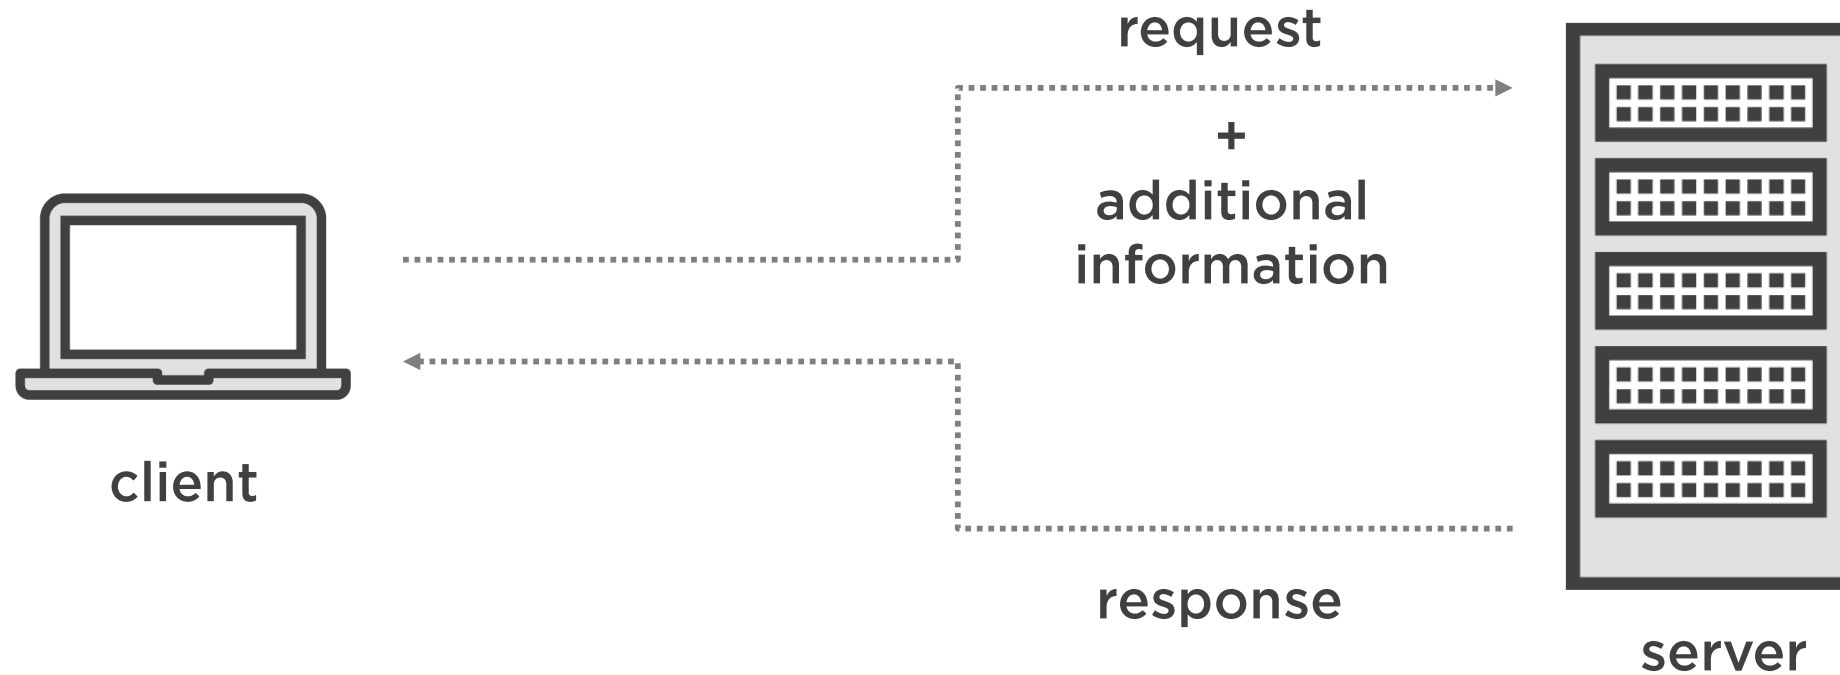 request
+
additional
information
client
response
server